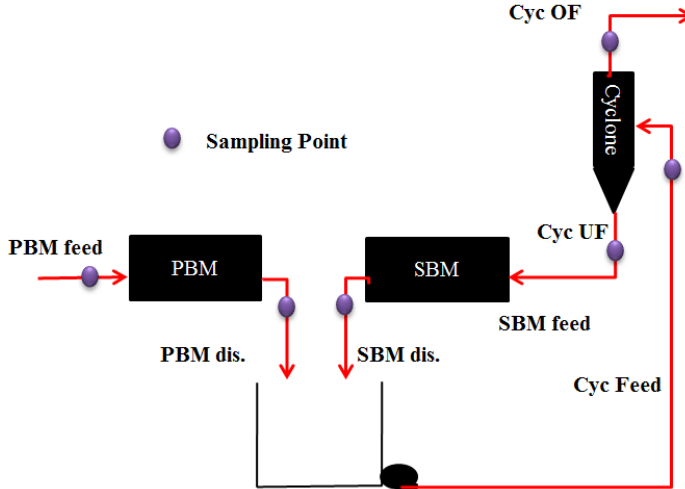 Cyc OF
Cyclone
Sampling Point
PBM feed
PBM
SBM
Cyc UF
SBM feed
PBM dis.
SBM dis.
Cyc Feed